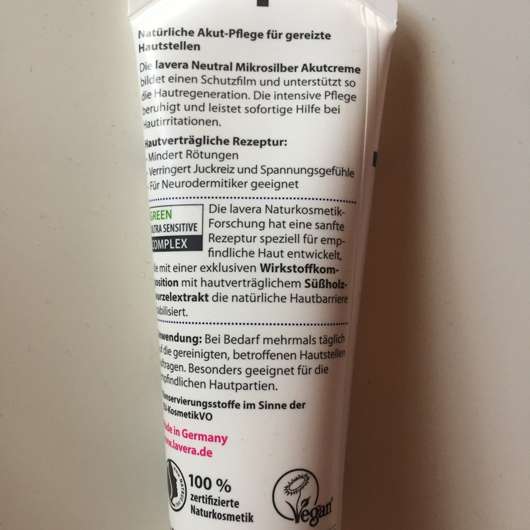 Natürliche Akut-Pflege für gereizte
Hautstellen
Die lavera Neutral Mikrosilber Akutcreme
bildet einen Schutzfilm und unterstützt so
die Hautregeneration. Die intensive Pflege
beruhigt und leistet sofortige Hilfe bei
Hautirritationen.
Hautverträgliche Rezeptur:
- Mindert Rötungen
- Verringert Juckreiz und Spannungsgefühle
- Für Neurodermitiker geeignet
GREEN
ULTRA SENSITIVE
COMPLEX
Die lavera Naturkosmetik-
Forschung hat eine sanfte
Rezeptur speziell für emp-
findliche Haut entwickelt,
die mit einer exklusiven Wirkstoffkom-
position mit hautverträglichem Süßholz-
wurzelextrakt die natürliche Hautbarriere
stabilisiert.
Anwendung: Bei Bedarf mehrmals täglich
auf die gereinigten, betroffenen Hautstellen
auftragen. Besonders geeignet für die
empfindlichen Hautpartien.
Konservierungsstoffe im Sinne der
KosmetikVO
Made in Germany
www.lavera.de
100 %
zertifizierte
Naturkosmetik
Vegan